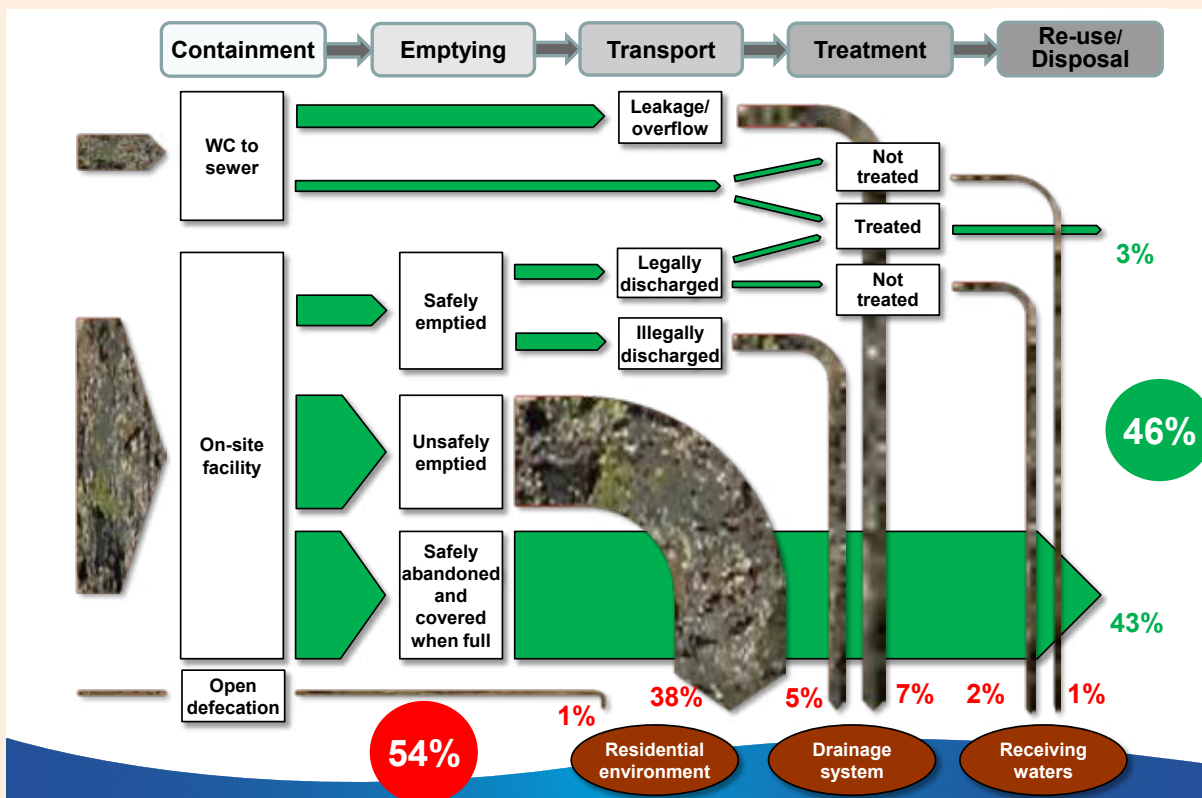 Containment
Emptying
Transport
Treatment
Re-use/
Disposal
WC to
sewer
Leakage/
overflow
Not
treated
Treated
3%
On-site
facility
Safely
emptied
Legally
discharged
Not
treated
Illegally
discharged
Unsafely
emptied
46%
Safely
abandoned
and
covered
when full
43%
Open
defecation
1%
38%
5%
7%
2%
1%
54%
Residential
environment
Drainage
system
Receiving
waters